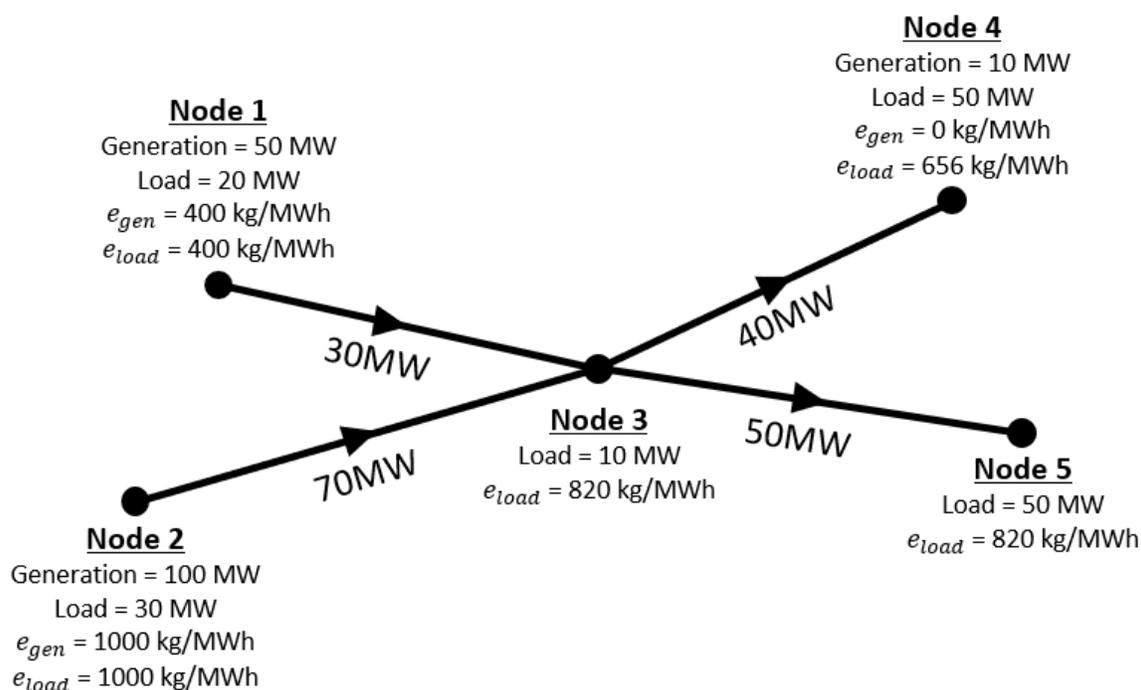 Node 4
Generation = 10 MW
Load = 50 MW
e_gen = 0 kg/MWh
e_load = 656 kg/MWh
Node 1
Generation = 50 MW
Load = 20 MW
e_gen = 400 kg/MWh
e_load = 400 kg/MWh
30MW
40MW
70MW
50MW
Node 3
Load = 10 MW
e_load = 820 kg/MWh
Node 5
Load = 50 MW
e_load = 820 kg/MWh
Node 2
Generation = 100 MW
Load = 30 MW
e_gen = 1000 kg/MWh
e_load = 1000 kg/MWh